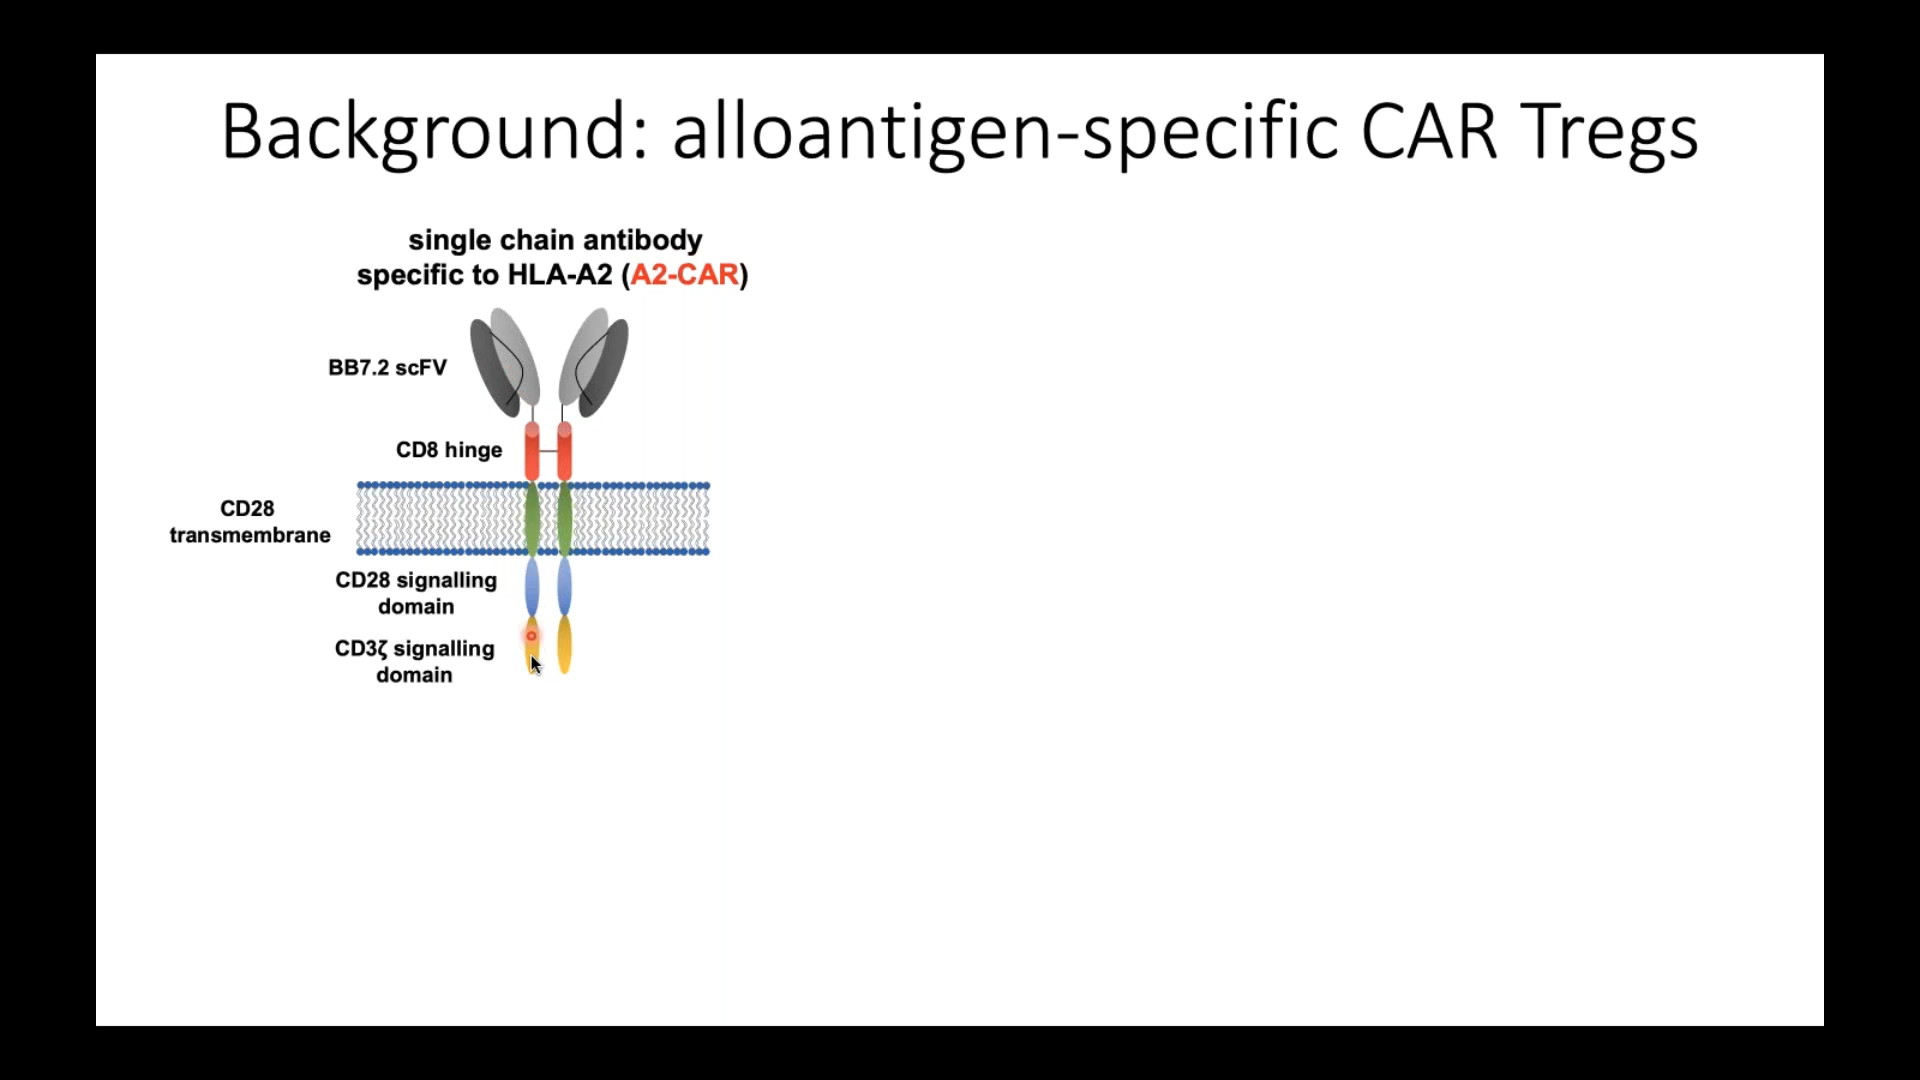 Background: alloantigen-specific CAR Tregs
single chain antibody
specific to HLA-A2 (A2-CAR)
BB7.2 scFV
CD8 hinge
CD28
transmembrane
CD28 signalling
domain
CD3ζ signalling
domain